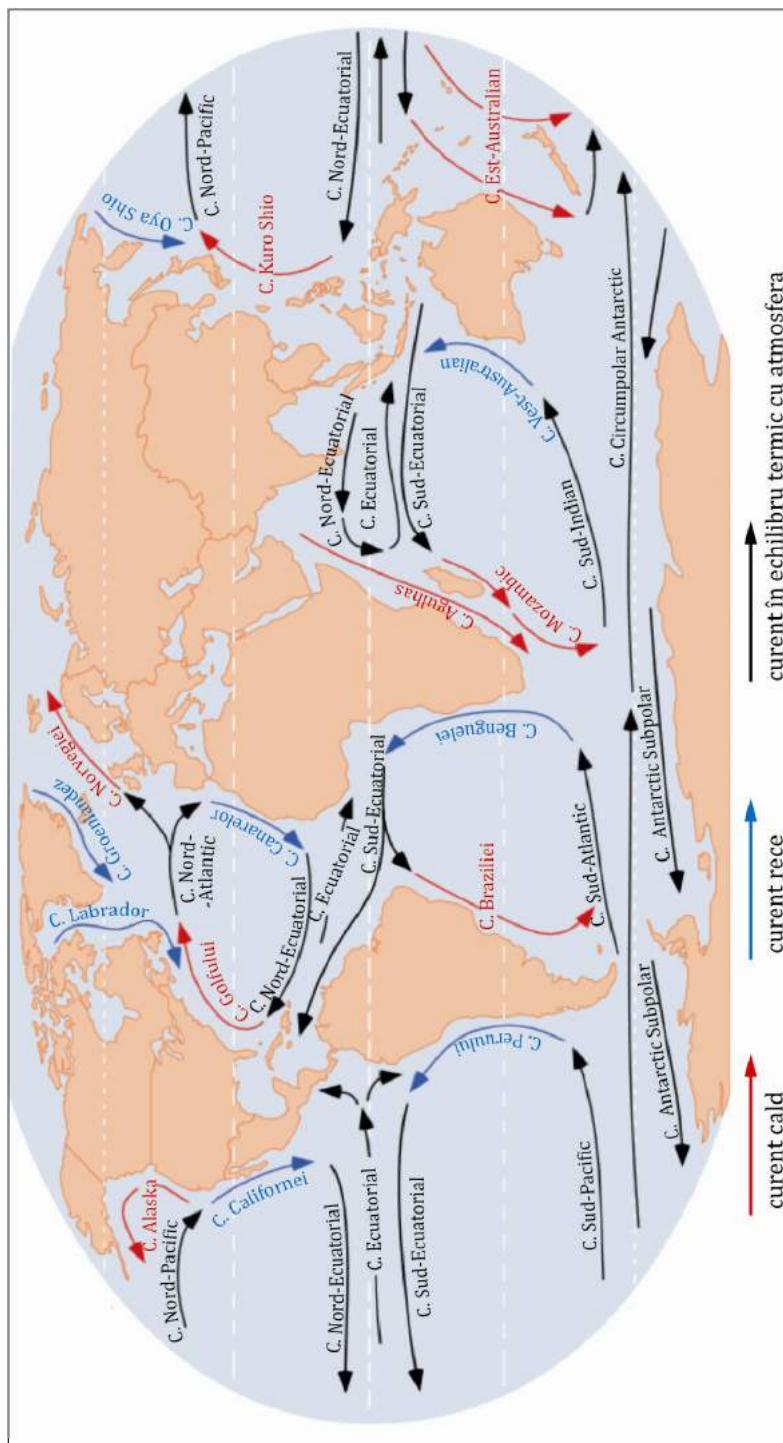 C. Alaska
C. Nord-Pacific
C. Californei
C. Nord-Ecuatorial
C. Ecuatorial
C. Sud-Ecuatorial
C. Peruului
C. Sud-Pacific
C. Antarctic Subpolar
C. Labrador
C. Groenlandez
C. Norvegiei
C. Golfului
C. Nord-
-Atlantic
C. Canarelor
C. Nord-Ecuatorial
C. Ecuatorial
C. Sud-Ecuatorial
C. Braziliei
C. Benguelei
C. Sud-Atlantic
C. Antarctic Subpolar
C. Nord-Ecuatorial
C. Ecuatorial
C. Sud-Ecuatorial
C. Agulhas
C. Mozambic
C. Sud-Indian
C. Vest-Australian
C. Circumpolar Antarctic
C. Oya Shio
C. Kuro Shio
C. Nord-Pacific
C. Nord-Ecuatorial
C. Est-Australian
curent cald
curent rece
curent în echilibru termic cu atmosfera